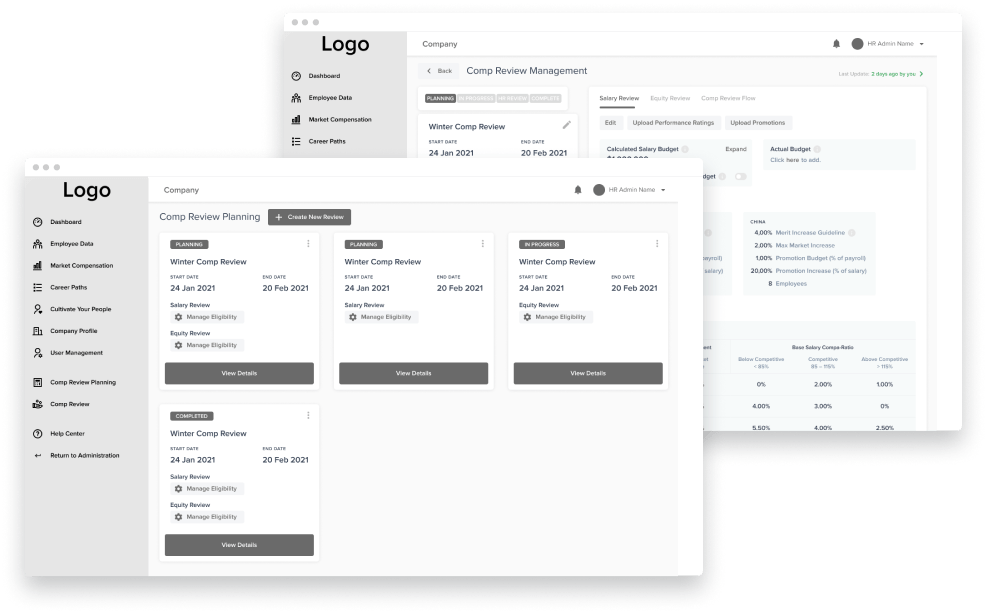 Logo
Company
HR Admin Name
Dashboard
Employee Data
Market Compensation
Career Paths
Back
Comp Review Management
Last Update: 2 days ago by you
PLANNING IN PROGRESS HR REVIEW COMPLETE
Winter Comp Review
START DATE END DATE
24 Jan 2021 20 Feb 2021
Salary Review Equity Review Comp Review Flow
Edit Upload Performance Ratings Upload Promotions
Calculated Salary Budget Expand
Actual Budget
Click here to add.
CHINA
4,00% Merit Increase Guideline
2,00% Max Market Increase
1,00% Promotion Budget (% of payroll)
20,00% Promotion Increase (% of salary)
8 Employees
Base Salary Compa-Ratio
Below Competitive Competitive Above Competitive
< 85% 85 – 115% > 115%
0% 2.00% 1.00%
4.00% 3.00% 0%
5.50% 4.00% 2.50%
Logo
Company
HR Admin Name
Dashboard
Employee Data
Market Compensation
Career Paths
Cultivate Your People
Company Profile
User Management
Comp Review Planning
Comp Review
Help Center
Return to Administration
Comp Review Planning
+ Create New Review
PLANNING
Winter Comp Review
START DATE END DATE
24 Jan 2021 20 Feb 2021
Salary Review
Manage Eligibility
Equity Review
Manage Eligibility
View Details
PLANNING
Winter Comp Review
START DATE END DATE
24 Jan 2021 20 Feb 2021
Salary Review
Manage Eligibility
View Details
IN PROGRESS
Winter Comp Review
START DATE END DATE
24 Jan 2021 20 Feb 2021
Equity Review
Manage Eligibility
View Details
COMPLETED
Winter Comp Review
START DATE END DATE
24 Jan 2021 20 Feb 2021
Salary Review
Manage Eligibility
Equity Review
Manage Eligibility
View Details